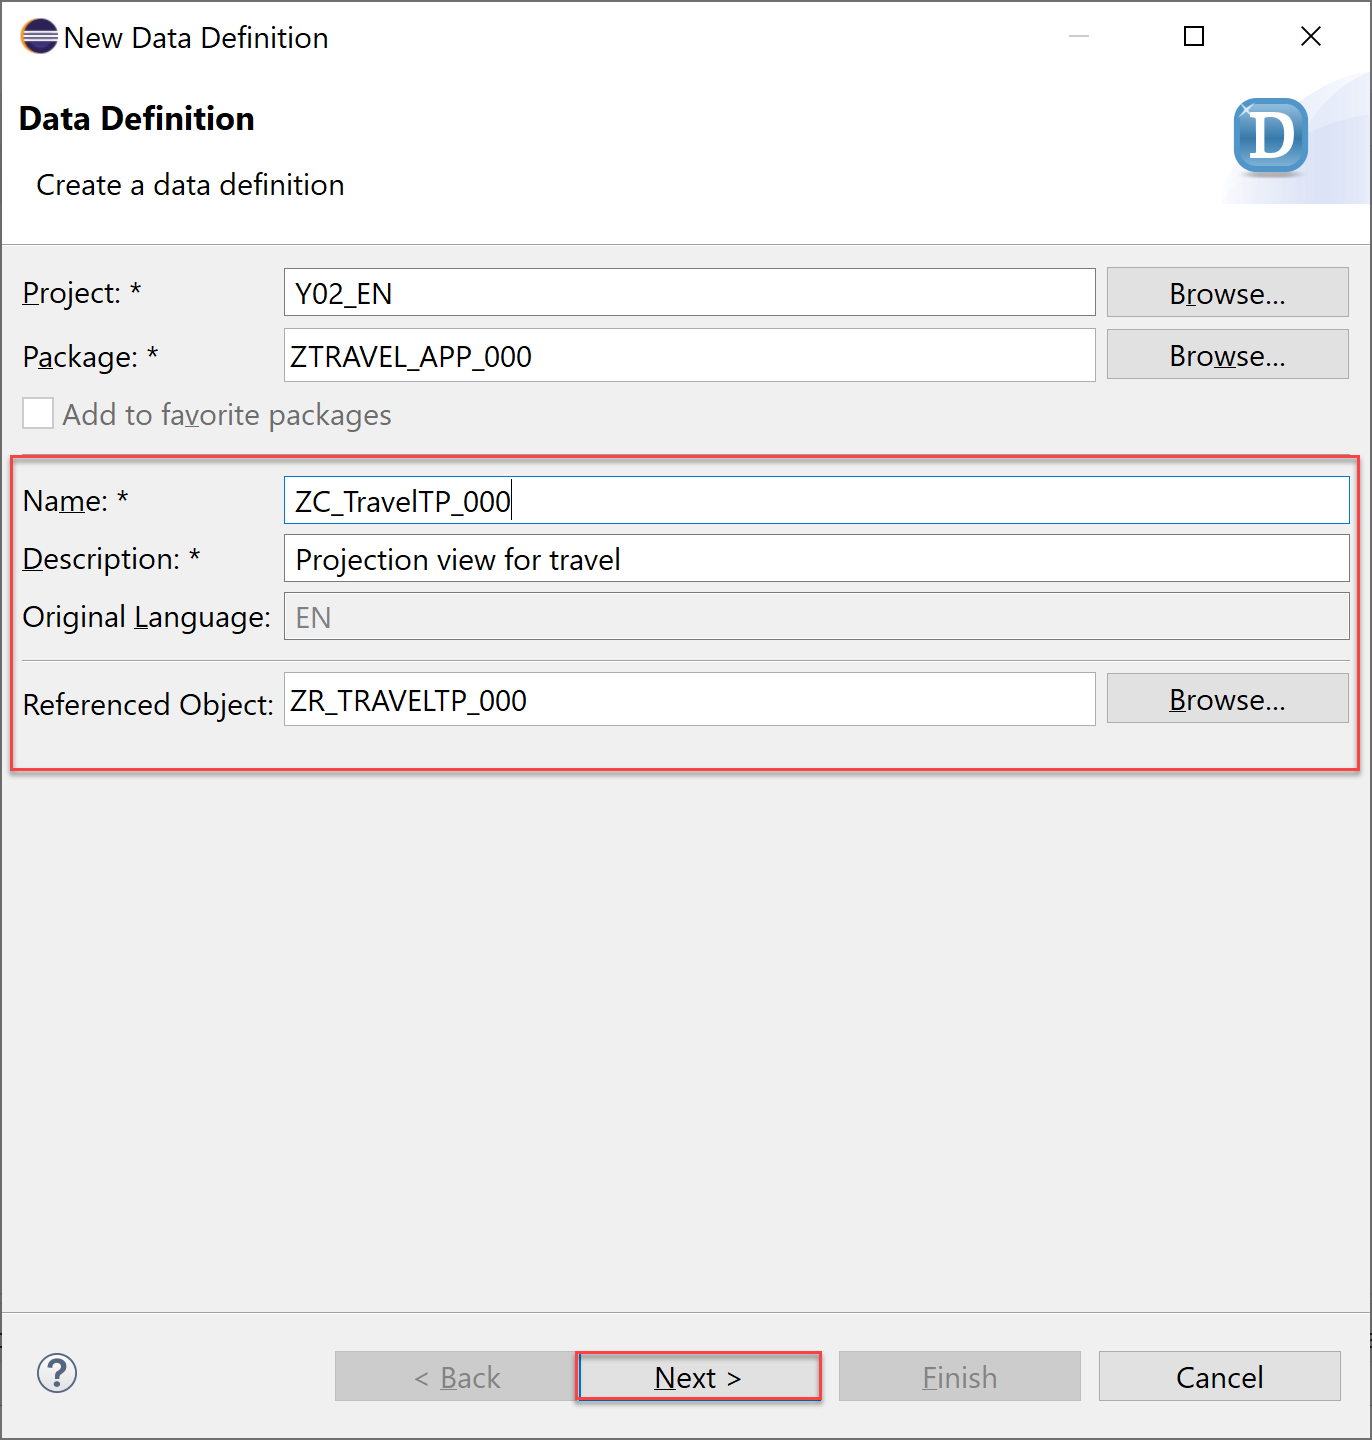 New Data Definition
Data Definition
D
Create a data definition
Project: * Y02_EN Browse...
Package: * ZTRAVEL_APP_000 Browse...
Add to favorite packages
Name: * ZC_TravelTP_000
Description: * Projection view for travel
Original Language: EN
Referenced Object: ZR_TRAVELTP_000 Browse...
? < Back Next > Finish Cancel